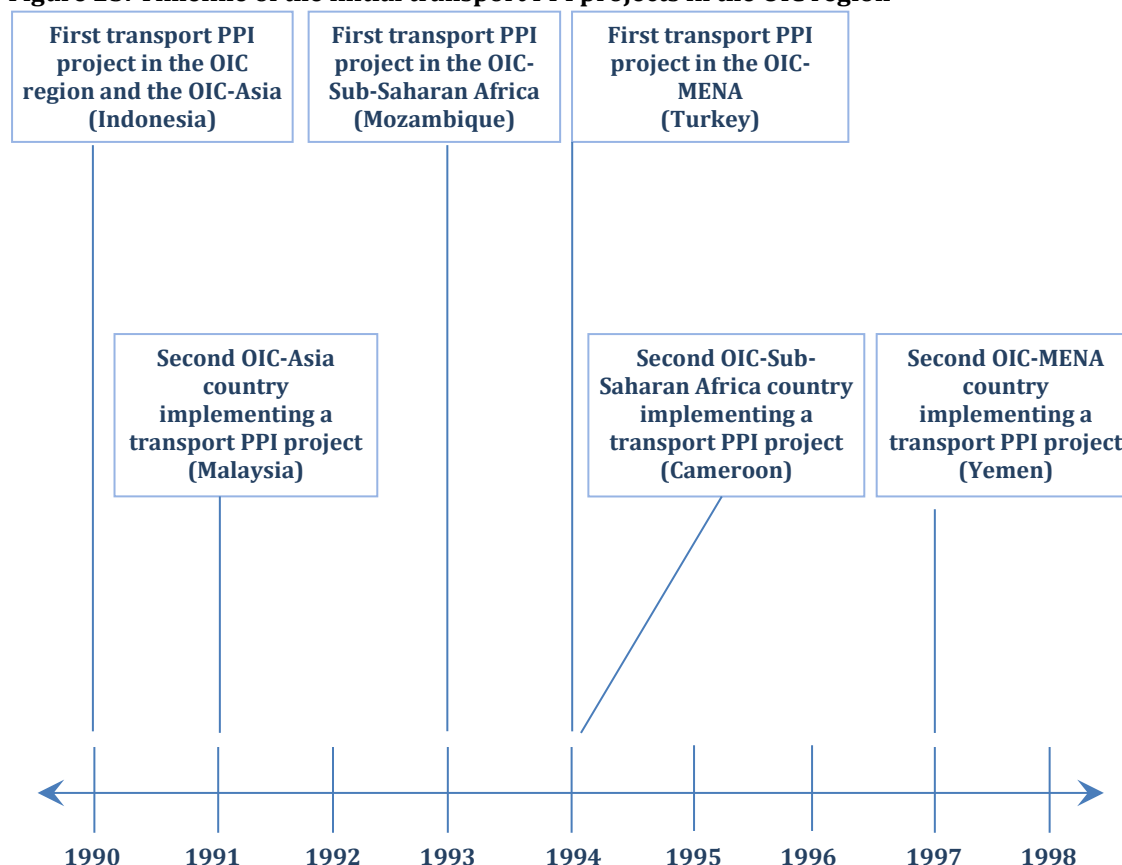 First transport PPI
project in the OIC
region and the OIC-Asia
(Indonesia)
First transport PPI
project in the OIC-
Sub-Saharan Africa
(Mozambique)
First transport PPI
project in the OIC-
MENA
(Turkey)
Second OIC-Asia
country
implementing a
transport PPI project
(Malaysia)
Second OIC-Sub-
Saharan Africa country
implementing a
transport PPI project
(Cameroon)
Second OIC-MENA
country
implementing a
transport PPI project
(Yemen)
1990 1991 1992 1993 1994 1995 1996 1997 1998